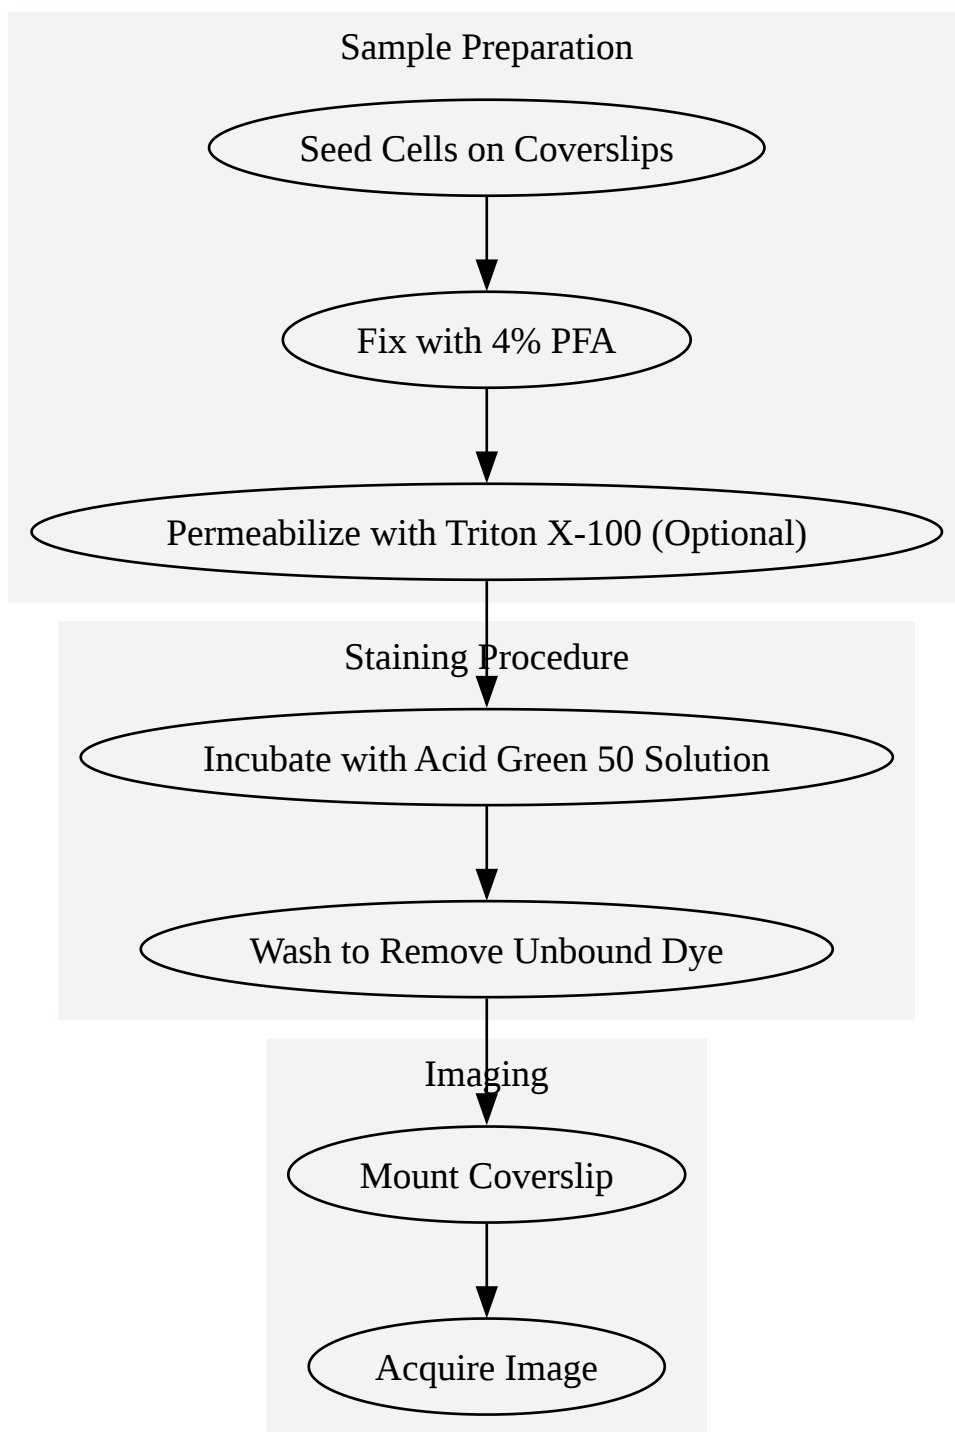 Sample Preparation
Seed Cells on Coverslips
Fix with 4% PFA
Permeabilize with Triton X-100 (Optional)
Staining Procedure
Incubate with Acid Green 50 Solution
Wash to Remove Unbound Dye
Imaging
Mount Coverslip
Acquire Image